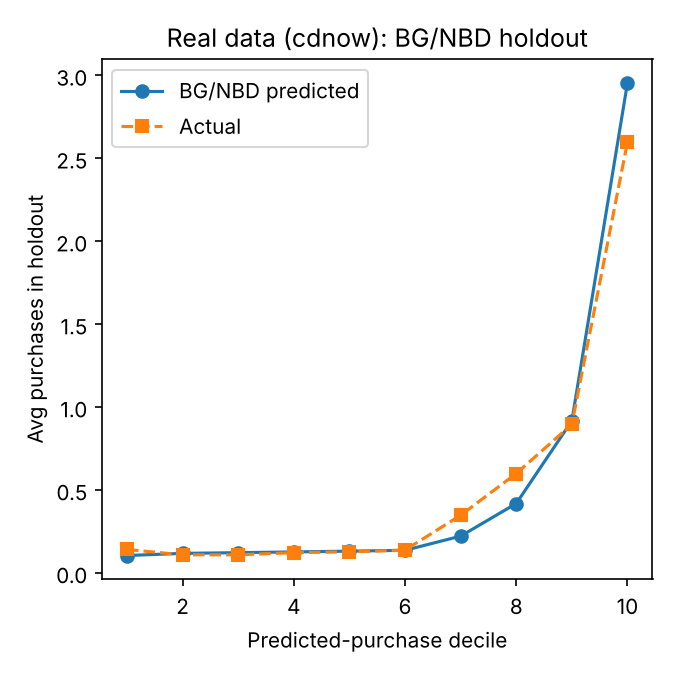 Real data (cdnow): BG/NBD holdout
BG/NBD predicted
Actual
Avg purchases in holdout
3.0
2.5
2.0
1.5
1.0
0.5
0.0
2 4 6 8 10
Predicted-purchase decile